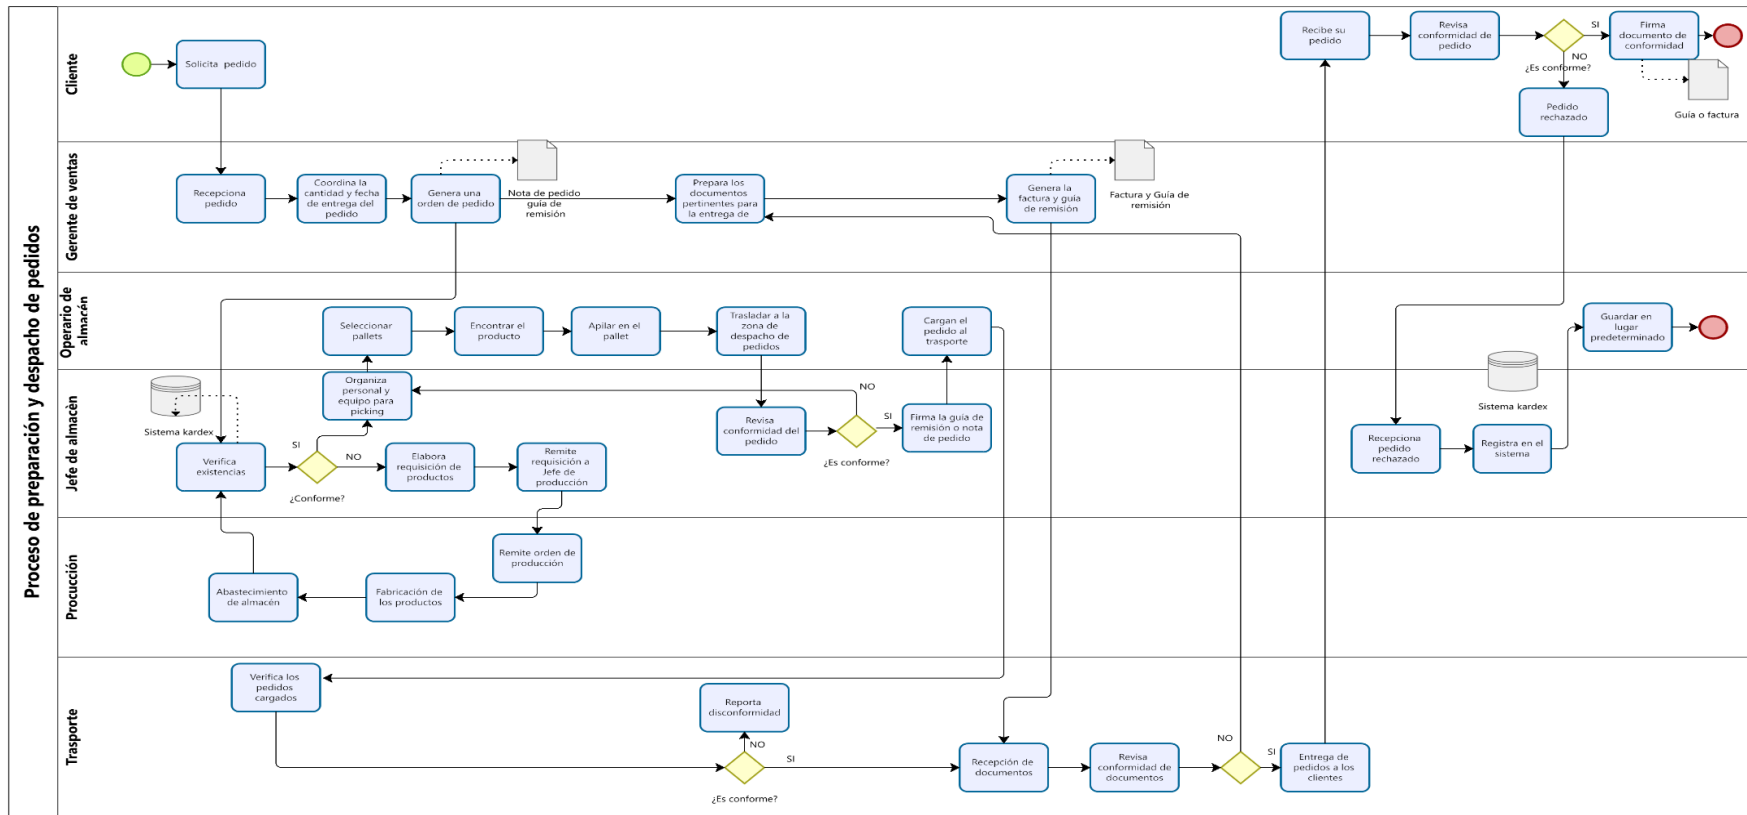 Proceso de preparación y despacho de pedidos
Cliente
Solicita pedido
Recibe su
pedido
Revisa
conformidad de
pedido
SI
NO
¿Es conforme?
Firma
documento de
conformidad
Guía o factura
Pedido
rechazado
Gerente de ventas
Recepciona
pedido
Coordina la
cantidad y fecha
de entrega del
pedido
Genera una
orden de pedido
Nota de pedido
guía de
remisión
Prepara los
documentos
pertinentes para
la entrega de
Genera la
factura y guia
de remisión
Factura y Guía de
remisión
Operario de
almacén
Seleccionar
pallets
Encontrar el
producto
Apilar en el
pallet
Trasladar a la
zona de
despacho de
pedidos
Cargan el
pedido al
trasporte
Guardar en
lugar
predeterminado
Jefe de almacèn
Sistema kardex
Verifica
existencias
SI
NO
¿Conforme?
Organiza
personal y
equipo para
picking
Elabora
requisición de
productos
Remite
requisición a
Jefe de
producción
Revisa
conformidad del
pedido
NO
SI
¿Es conforme?
Firma la guía de
remisión o nota
de pedido
Sistema kardex
Recepciona
pedido
rechazado
Registra en el
sistema
Procucción
Remite orden de
producción
Abastecimiento
de almacén
Fabricación de
los productos
Trasporte
Verifica los
pedidos
cargados
Reporta
disconformidad
NO
SI
¿Es conforme?
Recepción de
documentos
Revisa
conformidad de
documentos
NO
SI
Entrega de
pedidos a los
clientes